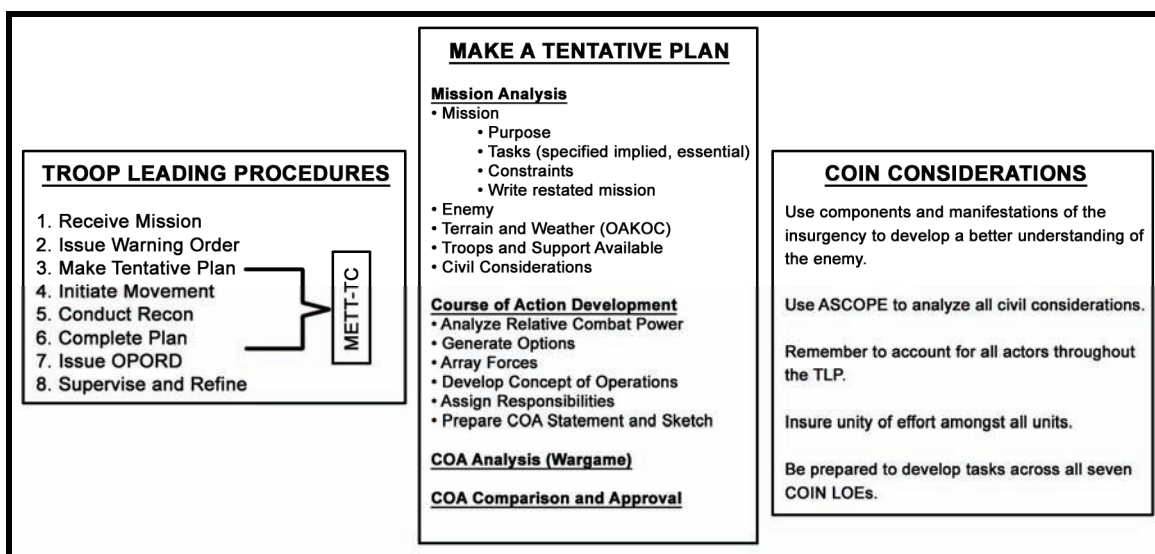 TROOP LEADING PROCEDURES
1. Receive Mission
2. Issue Warning Order
3. Make Tentative Plan
4. Initiate Movement
5. Conduct Recon
6. Complete Plan
7. Issue OPORD
8. Supervise and Refine
METT-TC
MAKE A TENTATIVE PLAN
Mission Analysis
• Mission
• Purpose
• Tasks (specified implied, essential)
• Constraints
• Write restated mission
• Enemy
• Terrain and Weather (OAKOC)
• Troops and Support Available
• Civil Considerations
Course of Action Development
• Analyze Relative Combat Power
• Generate Options
• Array Forces
• Develop Concept of Operations
• Assign Responsibilities
• Prepare COA Statement and Sketch
COA Analysis (Wargame)
COA Comparison and Approval
COIN CONSIDERATIONS
Use components and manifestations of the
insurgency to develop a better understanding of
the enemy.
Use ASCOPE to analyze all civil considerations.
Remember to account for all actors throughout
the TLP.
Insure unity of effort amongst all units.
Be prepared to develop tasks across all seven
COIN LOEs.